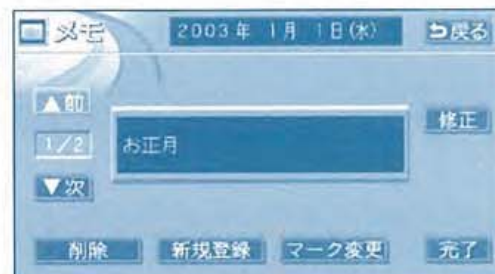 メモ 2003年 1月 1日(水) 戻る
▲前
修正
1/2 お正月
▼次
削除 新規登録 マーク変更 完了